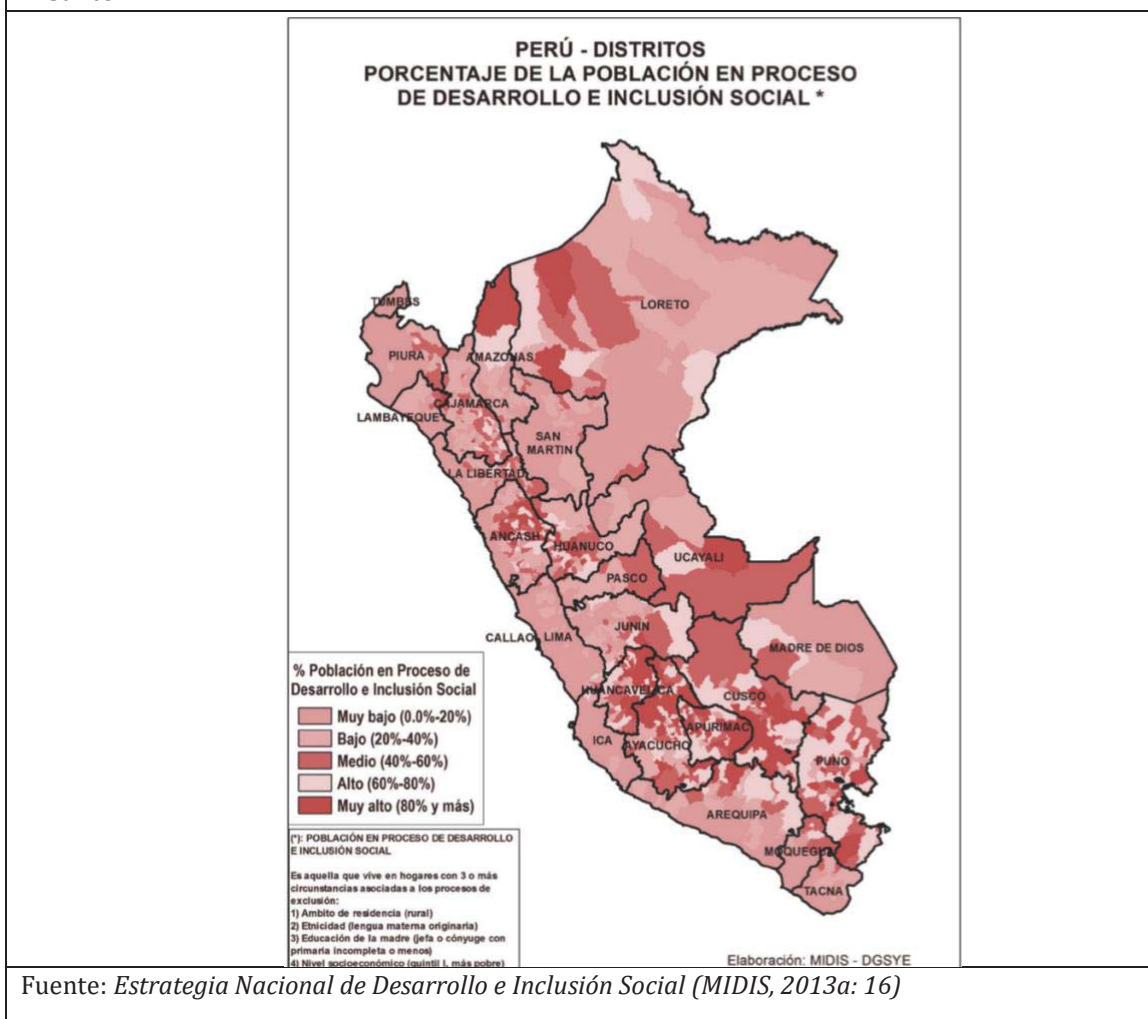 PERÚ - DISTRITOS
PORCENTAJE DE LA POBLACIÓN EN PROCESO
DE DESARROLLO E INCLUSIÓN SOCIAL *
LORETO
TUMBES
PIURA
AMAZONAS
CAJAMARCA
LAMBAYEQUE
SAN
MARTIN
LA LIBERTAD
ANCASH
HUANUCO
UCAYALI
PASCO
JUNIN
CALLAO
LIMA
MADRE DE DIOS
HUANCAVELICA
CUSCO
APURIMAC
ICA
AYACUCHO
PUNO
AREQUIPA
MOQUEGUA
TACNA
% Población en Proceso de
Desarrollo e Inclusión Social
Muy bajo (0.0%-20%)
Bajo (20%-40%)
Medio (40%-60%)
Alto (60%-80%)
Muy alto (80% y más)
(*): POBLACIÓN EN PROCESO DE DESARROLLO
E INCLUSIÓN SOCIAL
Es aquella que vive en hogares con 3 o más
circunstancias asociadas a los procesos de
exclusión:
1) Ambito de residencia (rural)
2) Etnicidad (lengua materna originaria)
3) Educación de la madre (jefa o cónyuge con
primaria incompleta o menos)
4) Nivel socioeconómico (quintil I, más pobre)
Elaboración: MIDIS - DGSYE
Fuente: Estrategia Nacional de Desarrollo e Inclusión Social (MIDIS, 2013a: 16)